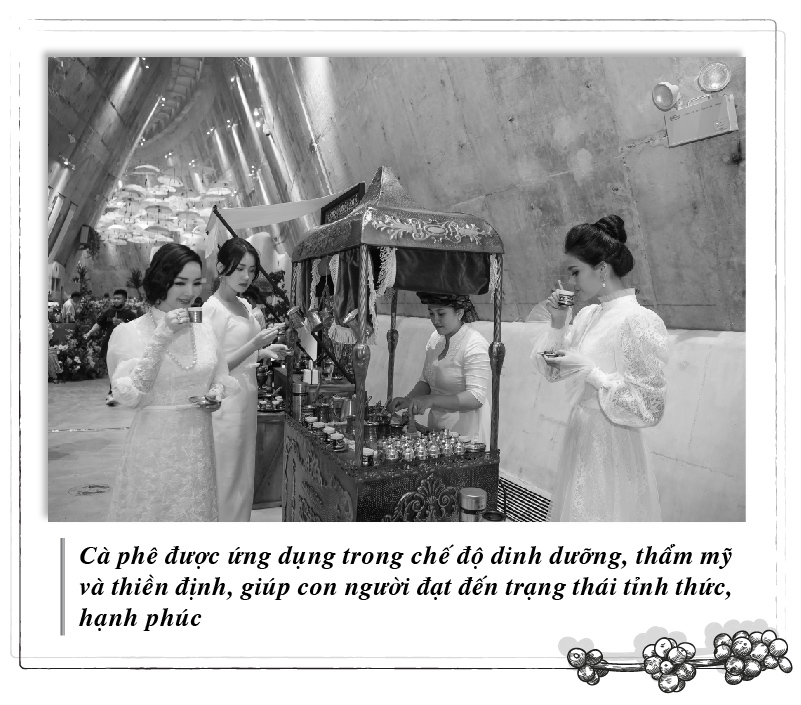 Cà phê được ứng dụng trong chế độ dinh dưỡng, thẩm mỹ
và thiền định, giúp con người đạt đến trạng thái tỉnh thức,
hạnh phúc